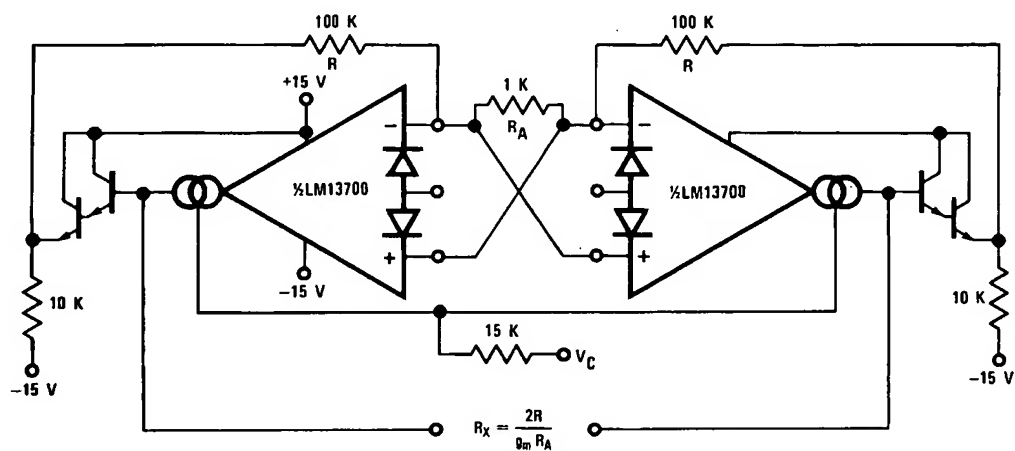 100 K
R
100 K
R
+15 V
1 K
R_A
−
½LM13700
+
−
½LM13700
+
−15 V
10 K
−15 V
15 K
V_C
10 K
−15 V
R_X = 2R / g_m R_A